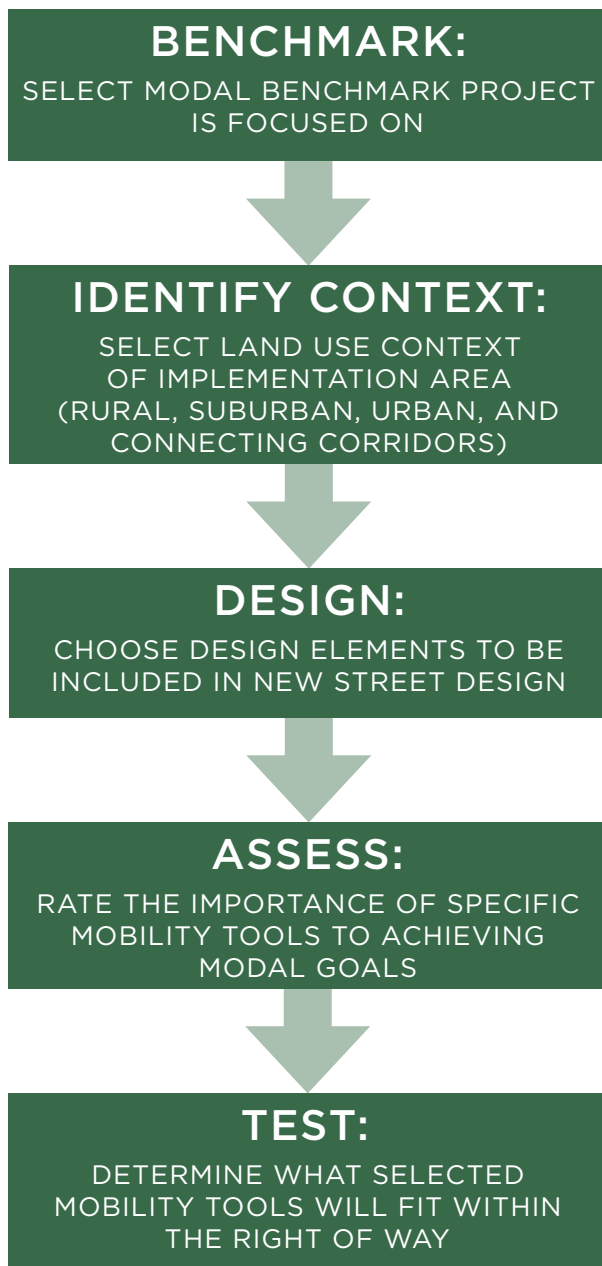 BENCHMARK:
SELECT MODAL BENCHMARK PROJECT
IS FOCUSED ON
IDENTIFY CONTEXT:
SELECT LAND USE CONTEXT
OF IMPLEMENTATION AREA
(RURAL, SUBURBAN, URBAN, AND
CONNECTING CORRIDORS)
DESIGN:
CHOOSE DESIGN ELEMENTS TO BE
INCLUDED IN NEW STREET DESIGN
ASSESS:
RATE THE IMPORTANCE OF SPECIFIC
MOBILITY TOOLS TO ACHIEVING
MODAL GOALS
TEST:
DETERMINE WHAT SELECTED
MOBILITY TOOLS WILL FIT WITHIN
THE RIGHT OF WAY